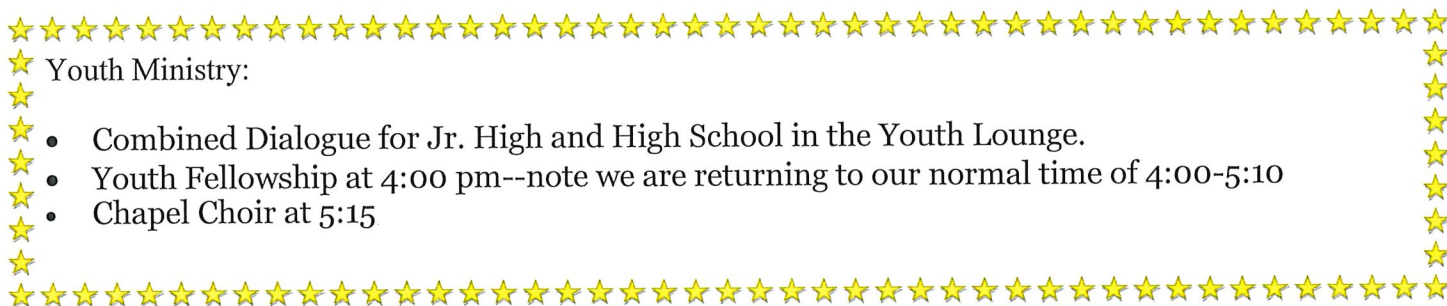 Youth Ministry:
• Combined Dialogue for Jr. High and High School in the Youth Lounge.
• Youth Fellowship at 4:00 pm--note we are returning to our normal time of 4:00-5:10
• Chapel Choir at 5:15